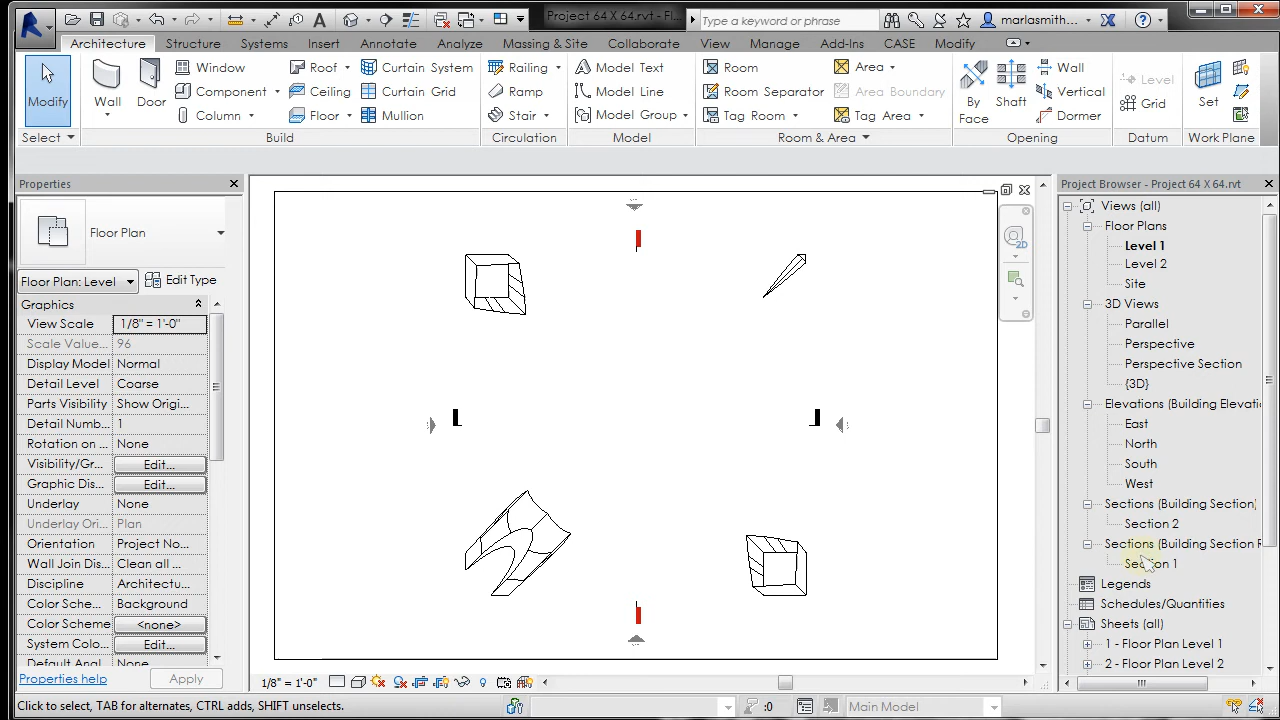 Project 64 X 64.rvt - Fl...
Type a keyword or phrase
marlasmith...
Architecture Structure Systems Insert Annotate Analyze Massing & Site Collaborate View Manage Add-Ins CASE Modify
Modify
Wall
Door
Window
Component
Column
Roof
Ceiling
Floor
Curtain System
Curtain Grid
Mullion
Railing
Ramp
Stair
Model Text
Model Line
Model Group
Room
Room Separator
Tag Room
Area
Area Boundary
Tag Area
By
Face
Shaft
Wall
Vertical
Dormer
Level
Grid
Set
Select Build Circulation Model Room & Area Opening Datum Work Plane
Properties
Floor Plan
Floor Plan: Level
Edit Type
Graphics
View Scale 1/8" = 1'-0"
Scale Value... 96
Display Model Normal
Detail Level Coarse
Parts Visibility Show Origi...
Detail Numb... 1
Rotation on ... None
Visibility/Gr... Edit...
Graphic Dis... Edit...
Underlay None
Underlay Ori... Plan
Orientation Project No...
Wall Join Dis... Clean all ...
Discipline Architectu...
Color Sche... Background
Color Scheme <none>
System Colo... Edit...
Default Anal... None
Properties help
Apply
2D
1/8" = 1'-0"
Project Browser - Project 64 X 64.rvt
Views (all)
Floor Plans
Level 1
Level 2
Site
3D Views
Parallel
Perspective
Perspective Section
{3D}
Elevations (Building Elevati
East
North
South
West
Sections (Building Section)
Section 2
Sections (Building Section P
Section 1
Legends
Schedules/Quantities
Sheets (all)
1 - Floor Plan Level 1
2 - Floor Plan Level 2
Click to select, TAB for alternates, CTRL adds, SHIFT unselects.
:0
Main Model